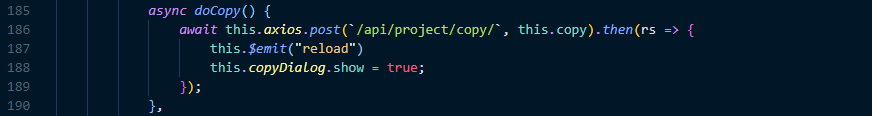 185 async doCopy() {
186 await this.axios.post(`/api/project/copy/`, this.copy).then(rs => {
187 this.$emit("reload")
188 this.copyDialog.show = true;
189 });
190 },